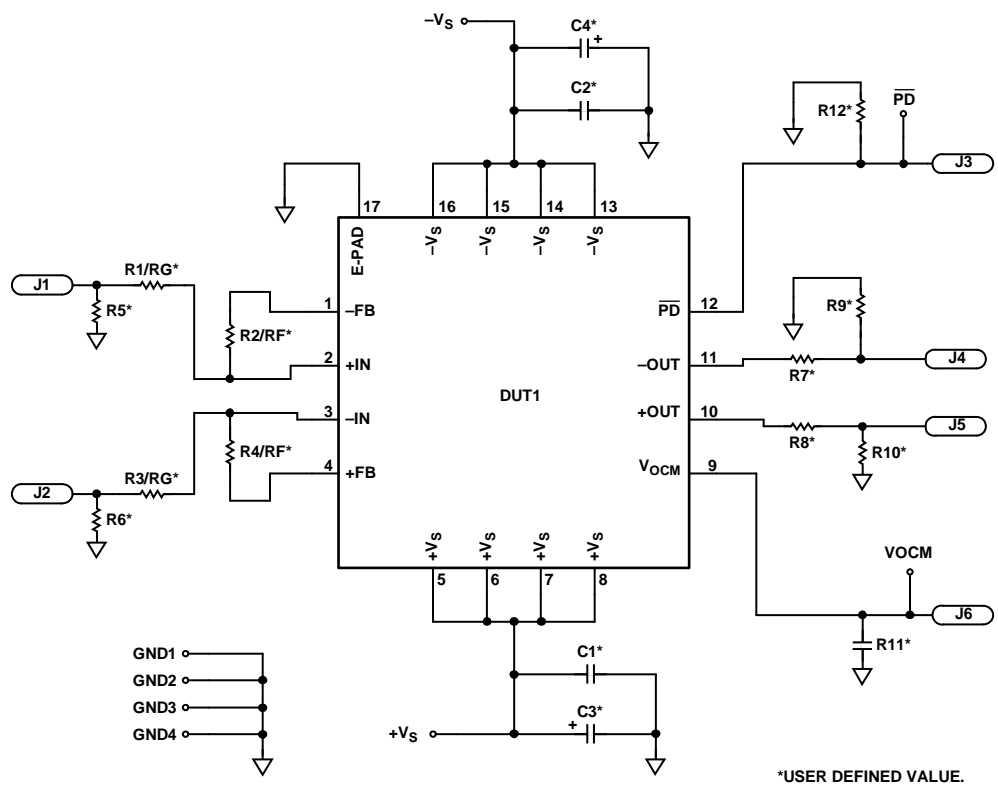 –VS
C4*
+
C2*
R12*
PD
J3
17
16
15
14
13
E-PAD
–VS
–VS
–VS
–VS
J1
R1/RG*
R5*
R2/RF*
1
–FB
2
+IN
PD
12
R9*
–OUT
11
R7*
J4
DUT1
3
–IN
+OUT
10
R8*
J5
R10*
R4/RF*
4
+FB
VOCM
9
J2
R3/RG*
R6*
+VS
+VS
+VS
+VS
5
6
7
8
VOCM
J6
R11*
GND1
GND2
GND3
GND4
C1*
C3*
+
+VS
*USER DEFINED VALUE.